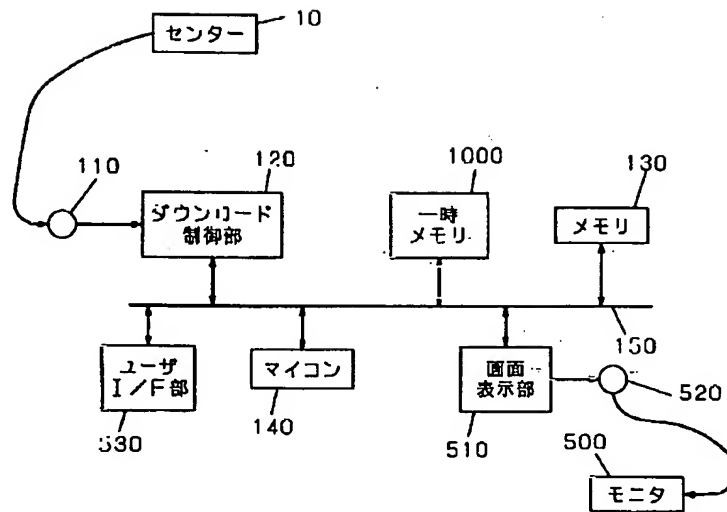 センター
10
110
120
1000
130
ダウンロード
制御部
一時
メモリ
メモリ
150
ユーザ
I/F部
マイコン
画面
表示部
530
140
510
520
500
モニタ